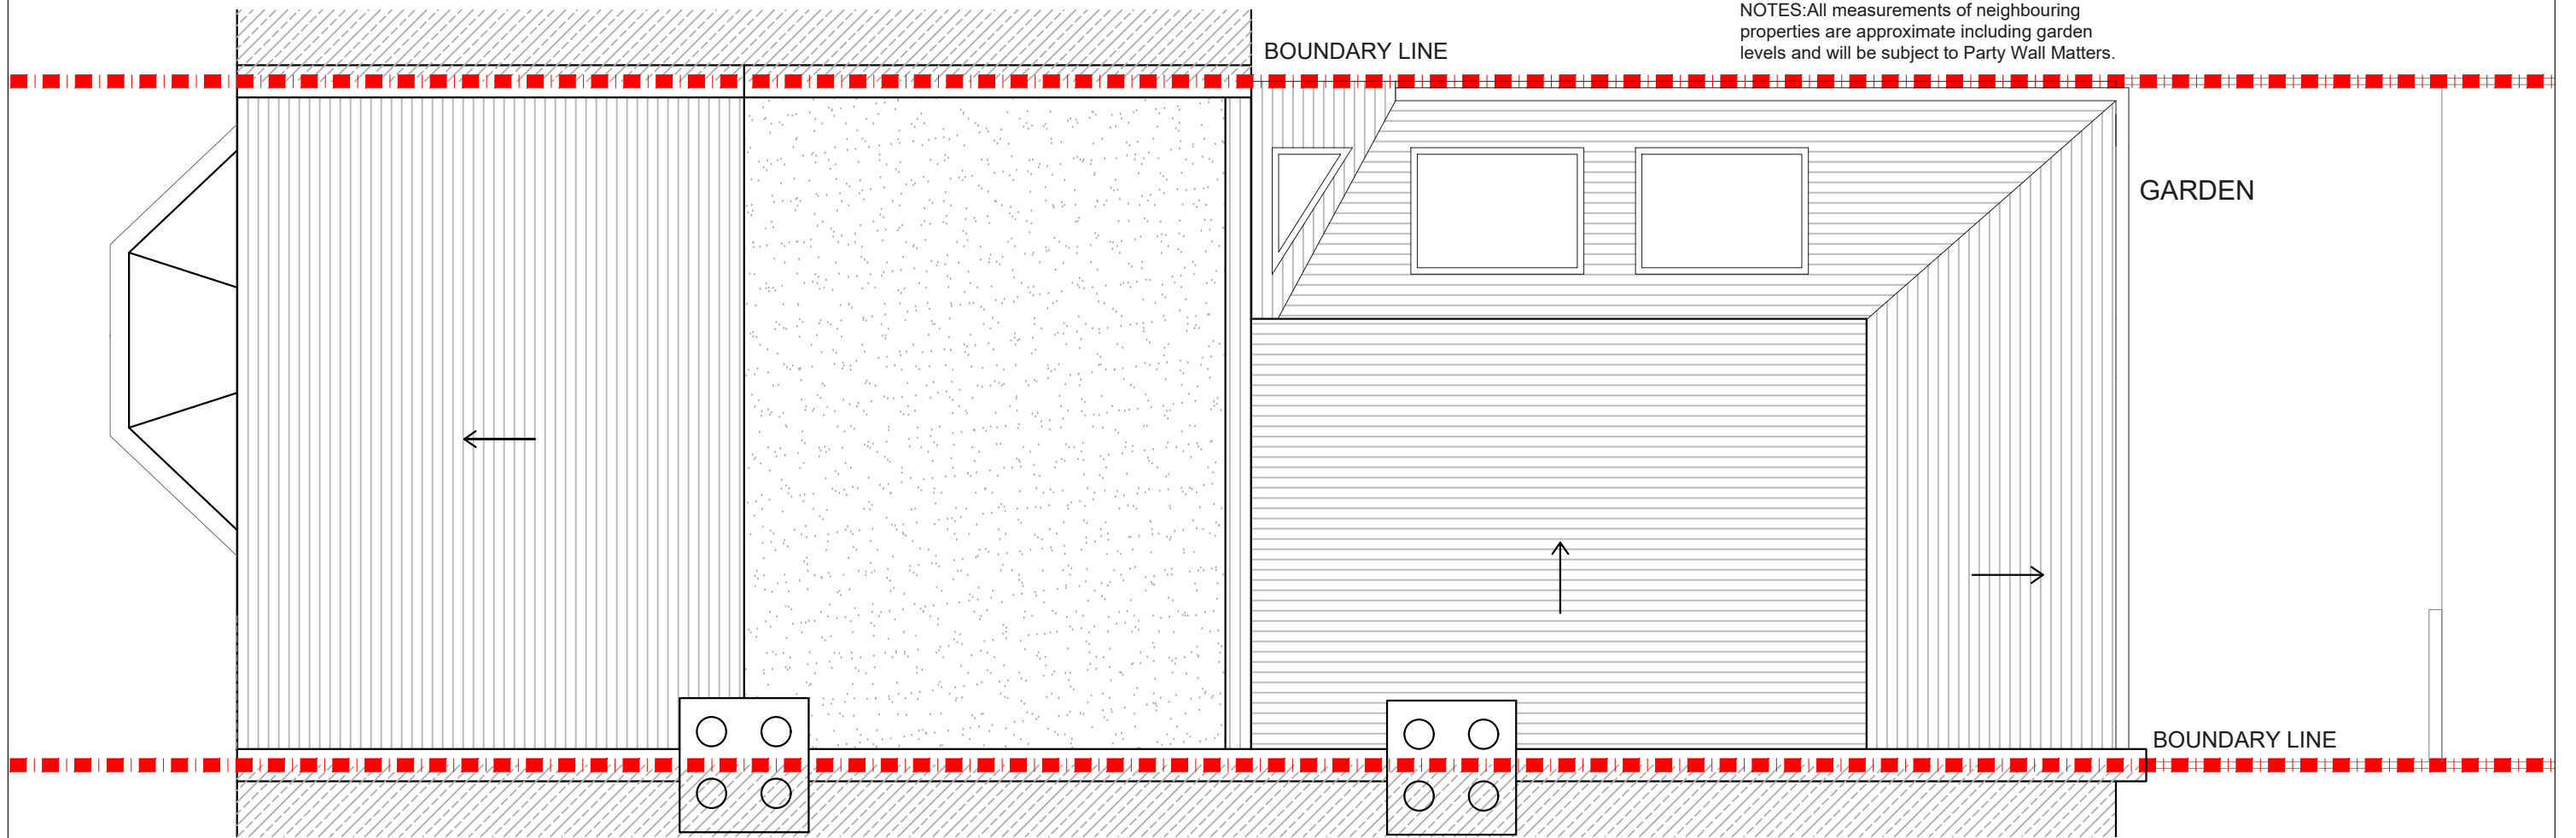 NOTES:All measurements of neighbouring
properties are approximate including garden
levels and will be subject to Party Wall Matters.
BOUNDARY LINE
GARDEN
BOUNDARY LINE